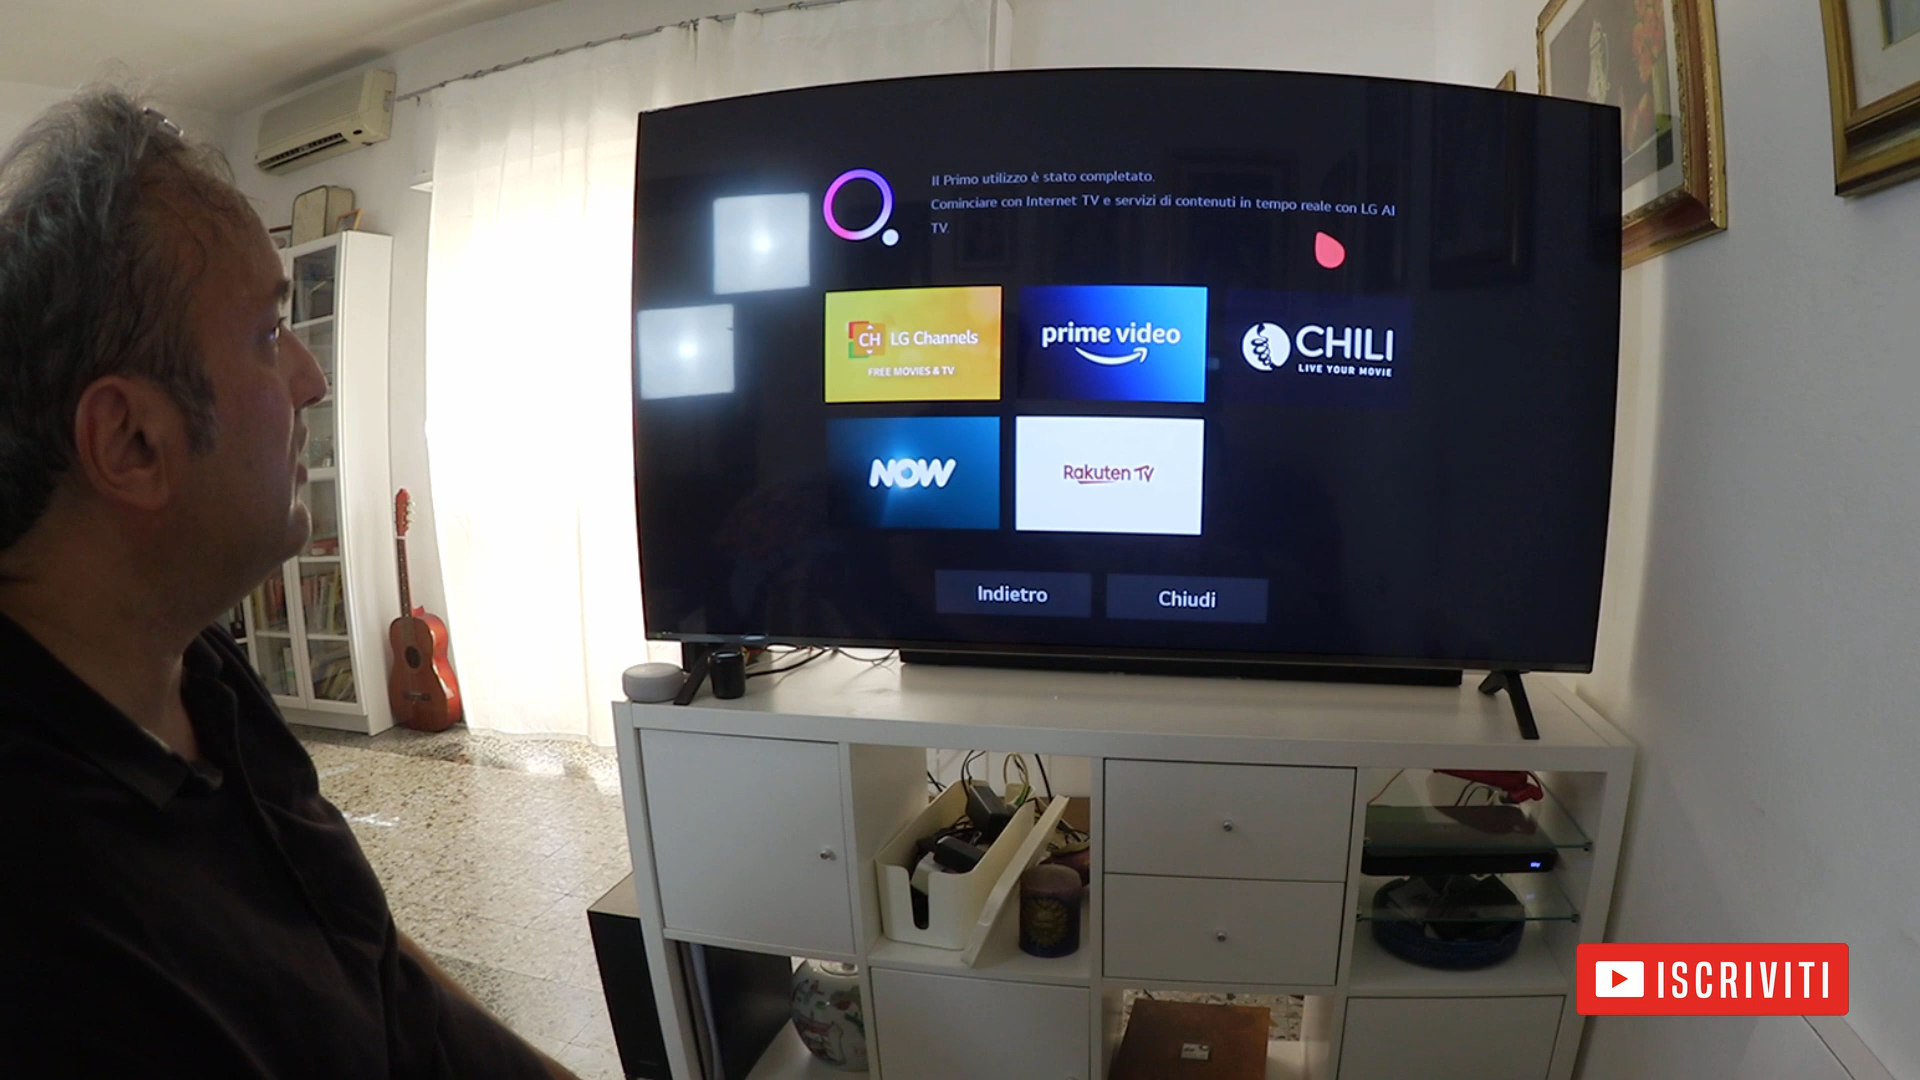 Il Primo utilizzo è stato completato.
Cominciare con Internet TV e servizi di contenuti in tempo reale con LG AI
TV.
CH LG Channels
FREE MOVIES & TV
prime video
CHILI
LIVE YOUR MOVIE
NOW
Rakuten TV
Indietro
Chiudi
sky
ISCRIVITI